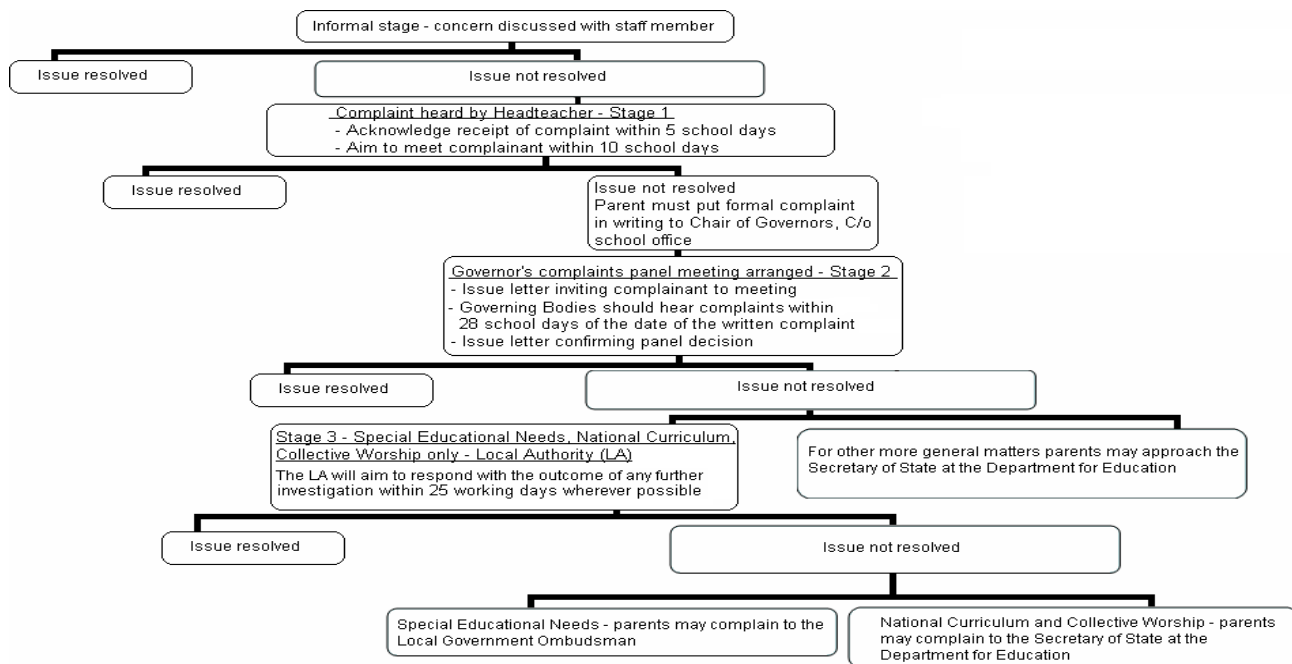 Informal stage - concern discussed with staff member
Issue resolved
Issue not resolved
Complaint heard by Headteacher - Stage 1
- Acknowledge receipt of complaint within 5 school days
- Aim to meet complainant within 10 school days
Issue resolved
Issue not resolved
Parent must put formal complaint
in writing to Chair of Governors, C/o
school office
Governor's complaints panel meeting arranged - Stage 2
- Issue letter inviting complainant to meeting
- Governing Bodies should hear complaints within
28 school days of the date of the written complaint
- Issue letter confirming panel decision
Issue resolved
Issue not resolved
Stage 3 - Special Educational Needs, National Curriculum,
Collective Worship only - Local Authority (LA)
The LA will aim to respond with the outcome of any further
investigation within 25 working days wherever possible
For other more general matters parents may approach the
Secretary of State at the Department for Education
Issue resolved
Issue not resolved
Special Educational Needs - parents may complain to the
Local Government Ombudsman
National Curriculum and Collective Worship - parents
may complain to the Secretary of State at the
Department for Education